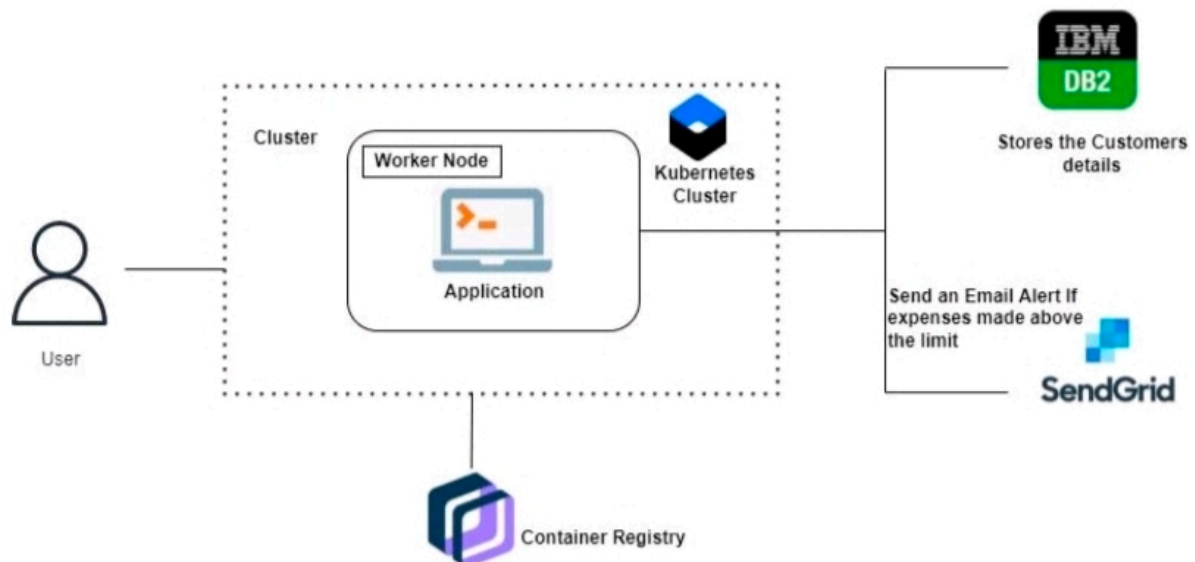 IBM
DB2
Stores the Customers
details
Cluster
Worker Node
Kubernetes
Cluster
Application
User
Send an Email Alert If
expenses made above
the limit
SendGrid
Container Registry